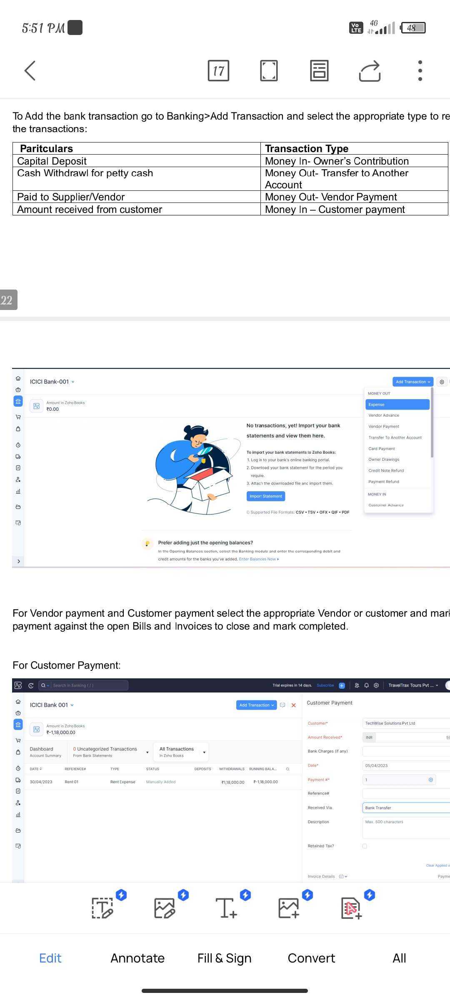 5:51 PM
Vo LTE
4G
48
17
To Add the bank transaction go to Banking>Add Transaction and select the appropriate type to re
the transactions:
Paritculars
Transaction Type
Capital Deposit
Money In- Owner’s Contribution
Cash Withdrawl for petty cash
Money Out- Transfer to Another
Account
Paid to Supplier/Vendor
Money Out- Vendor Payment
Amount received from customer
Money In – Customer payment
22
ICICI Bank-001
Add Transaction
Amount in Zoho Books
₹0.00
MONEY OUT
Expense
Vendor Advance
Vendor Payment
Transfer To Another Account
Card Payment
Owner Drawings
Credit Note Refund
Payment Refund
MONEY IN
Customer Advance
No transactions, yet! Import your bank
statements and view them here.
To import your bank statements to Zoho Books:
1. Log in to your bank's online banking portal.
2. Download your bank statement for the period you
require.
3. Attach the downloaded file and import them.
Import Statement
Supported File Formats: CSV • TSV • OFX • QIF • PDF
Prefer adding just the opening balances?
In the Opening Balances section, select the Banking module and enter the corresponding debit and
credit amounts for the banks you've added. Enter Balances Now ▸
For Vendor payment and Customer payment select the appropriate Vendor or customer and mark
payment against the open Bills and Invoices to close and mark completed.
For Customer Payment:
Search in Banking ( / )
Trial expires in 14 days. Subscribe
TravelTrax Tours Pvt ...
ICICI Bank 001
Add Transaction
Amount in Zoho Books
₹-1,18,000.00
Dashboard
Account Summary
0 Uncategorized Transactions
From Bank Statements
All Transactions
In Zoho Books
DATE REFERENCE# TYPE STATUS DEPOSITS WITHDRAWALS RUNNING BALA...
30/04/2023 Rent 01 Rent Expense Manually Added ₹1,18,000.00 ₹-1,18,000.00
Customer Payment
Customer* TechWise Solutions Pvt Ltd
Amount Received* INR 59
Bank Charges (if any)
Date* 05/04/2023
Payment #* 1
Reference#
Received Via Bank Transfer
Description Max. 500 characters
Retained Tax?
Clear Applied A
Invoice Details Payme
Edit
Annotate
Fill & Sign
Convert
All